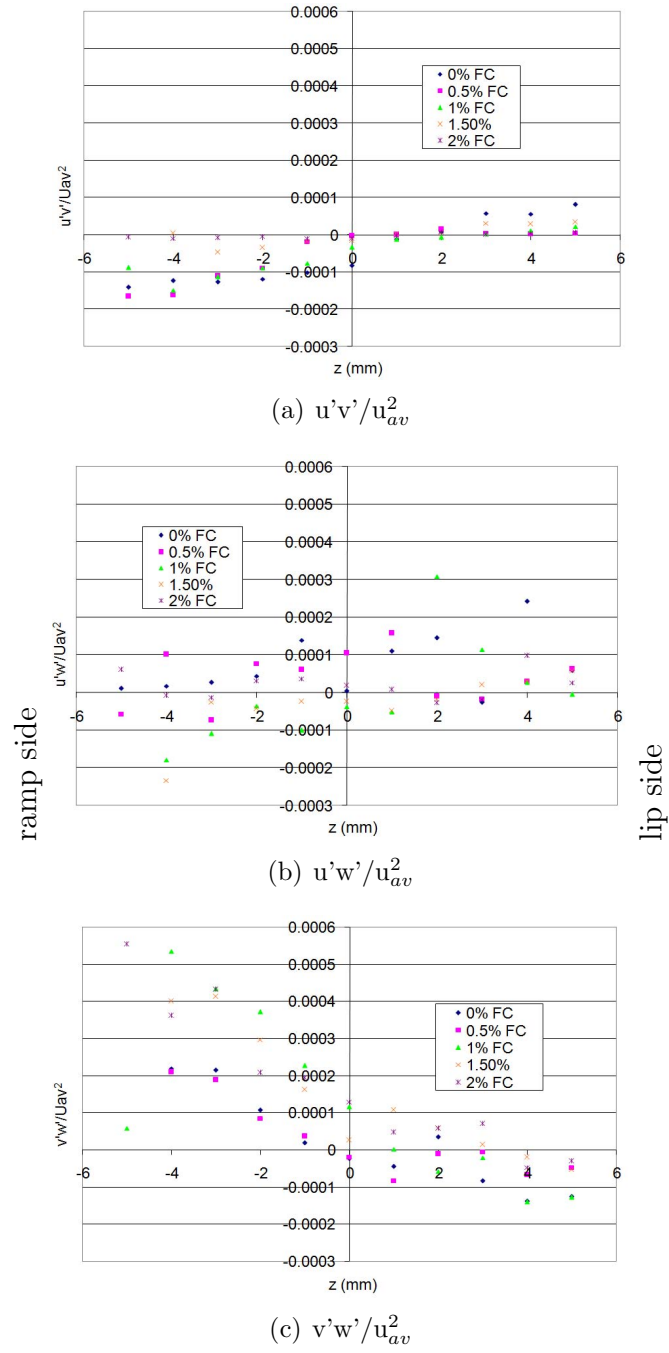 0.0006
0.0005
0.0004
0.0003
0.0002
0.0001
0
-0.0001
-0.0002
-0.0003
-6
-4
-2
0
2
4
6
u'v'/Uav²
z (mm)
0% FC
0.5% FC
1% FC
1.50%
2% FC
(a) u'v'/u²av
0.0006
0.0005
0.0004
0.0003
0.0002
0.0001
0
-0.0001
-0.0002
-0.0003
-6
-4
-2
0
2
4
6
u'w'/Uav²
z (mm)
0% FC
0.5% FC
1% FC
1.50%
2% FC
ramp side
lip side
(b) u'w'/u²av
0.0006
0.0005
0.0004
0.0003
0.0002
0.0001
0
-0.0001
-0.0002
-0.0003
-6
-4
-2
0
2
4
6
v'w'/Uav²
z (mm)
0% FC
0.5% FC
1% FC
1.50%
2% FC
(c) v'w'/u²av